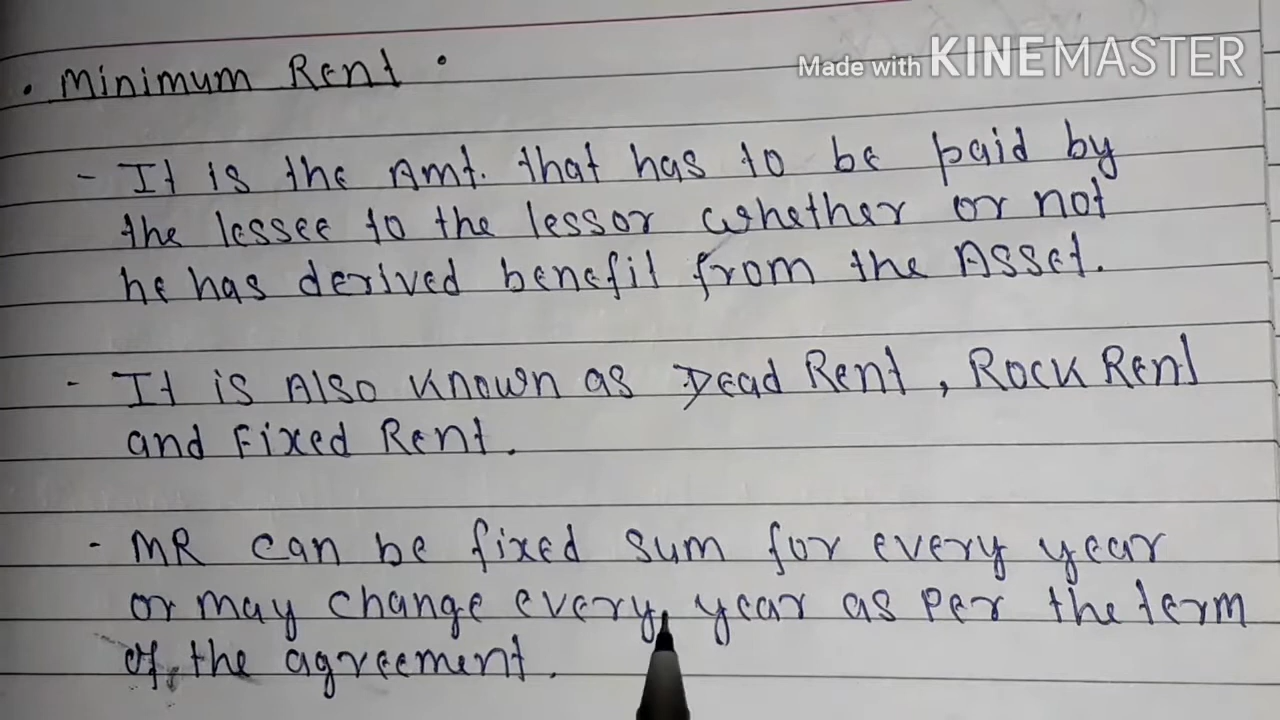 Made with KINEMASTER
• Minimum Rent •
- It is the Amt. that has to be paid by
the lessee to the lessor whether or not
he has derived benefit from the Asset.
- It is Also known as Dead Rent, Rock Rent
and Fixed Rent.
- MR can be fixed sum for every year
or may change every year as per the term
of the agreement.